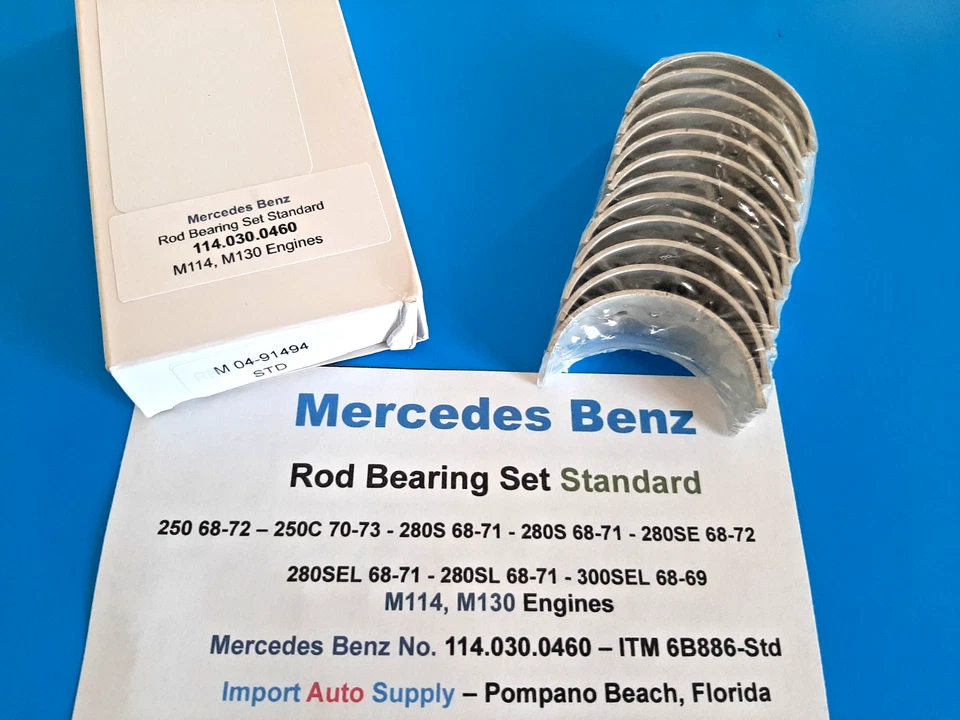 Mercedes Benz
Rod Bearing Set Standard
114.030.0460
M114, M130 Engines
M 04-91494
STD
Mercedes Benz
Rod Bearing Set Standard
250 68-72 – 250C 70-73 - 280S 68-71 - 280S 68-71 - 280SE 68-72
280SEL 68-71 - 280SL 68-71 - 300SEL 68-69
M114, M130 Engines
Mercedes Benz No. 114.030.0460 – ITM 6B886-Std
Import Auto Supply – Pompano Beach, Florida